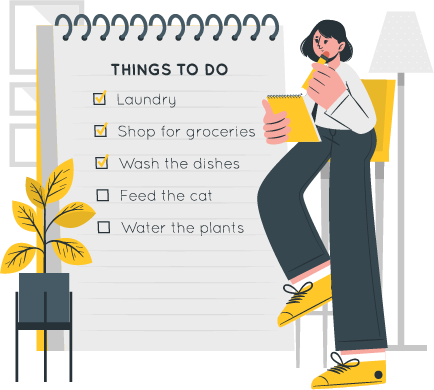 THINGS TO DO
Laundry
Shop for groceries
Wash the dishes
Feed the cat
Water the plants